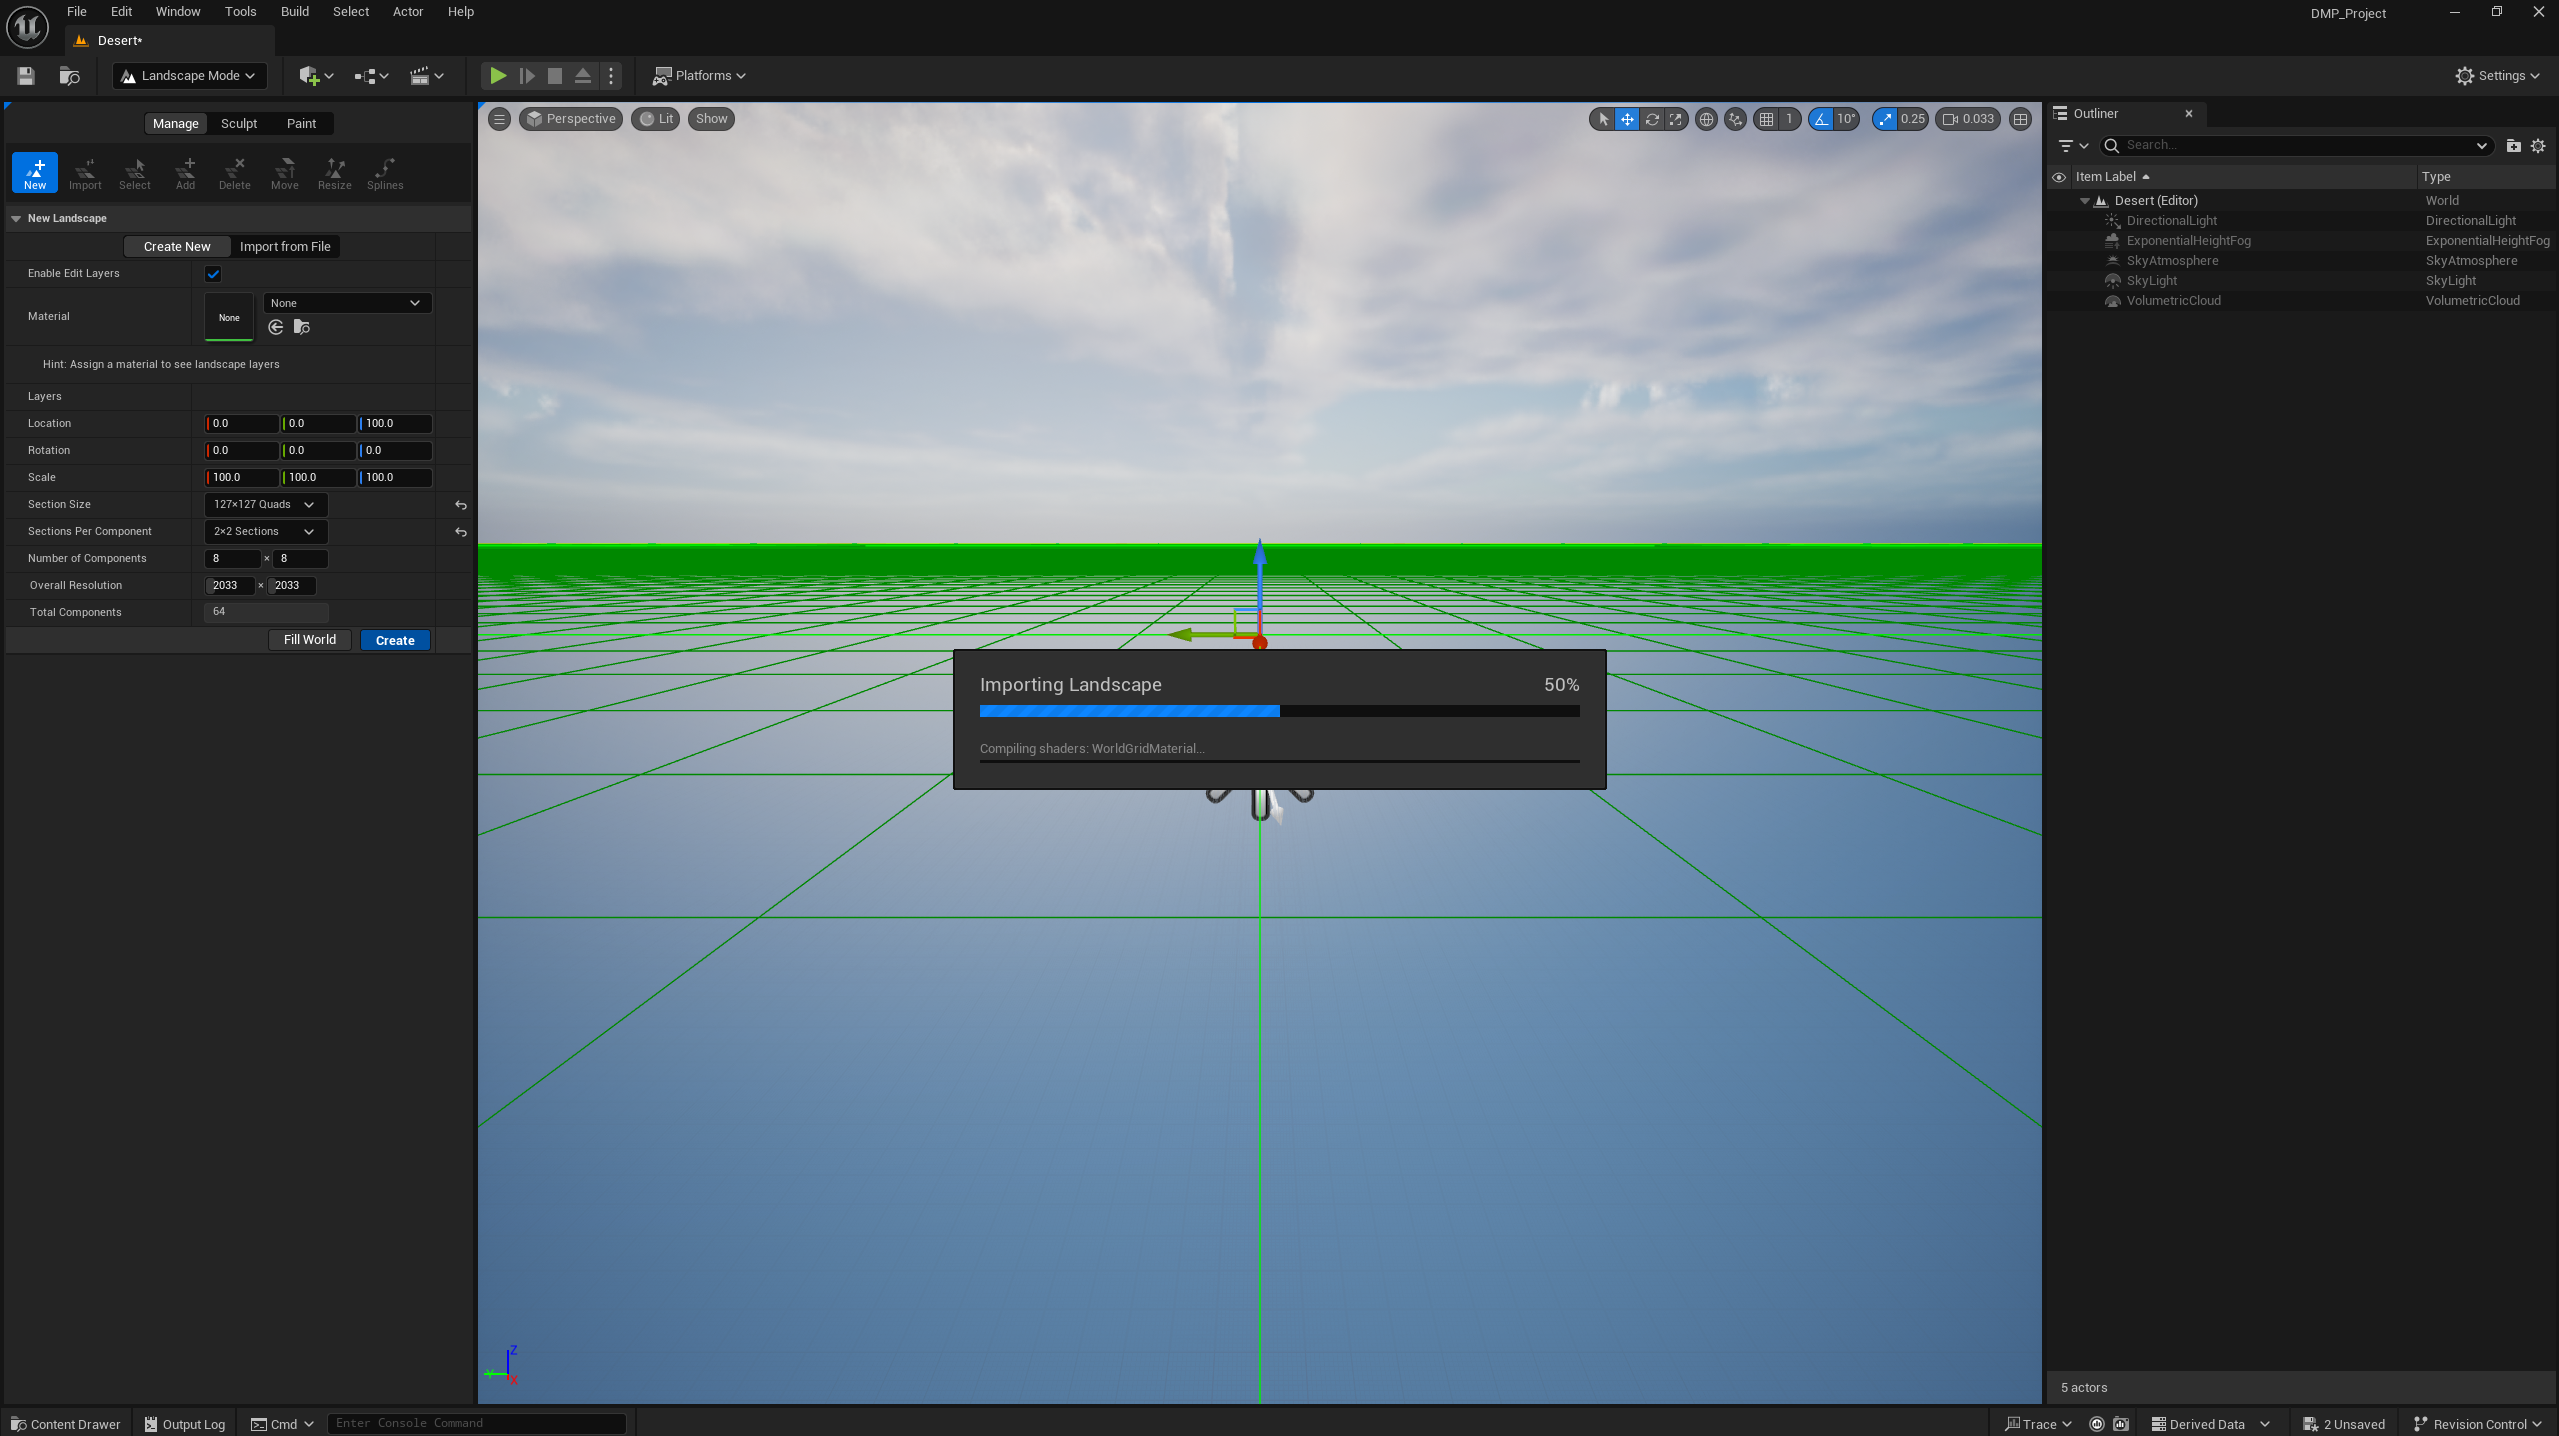 File Edit Window Tools Build Select Actor Help
DMP_Project
Desert*
Landscape Mode
Platforms
Settings
Manage Sculpt Paint
New Import Select Add Delete Move Resize Splines
New Landscape
Create New Import from File
Enable Edit Layers
Material
None
None
Hint: Assign a material to see landscape layers
Layers
Location 0.0 0.0 100.0
Rotation 0.0 0.0 0.0
Scale 100.0 100.0 100.0
Section Size 127×127 Quads
Sections Per Component 2×2 Sections
Number of Components 8 × 8
Overall Resolution 2033 × 2033
Total Components 64
Fill World Create
Perspective Lit Show
1 10° 0.25 0.033
Importing Landscape 50%
Compiling shaders: WorldGridMaterial...
Z
Y
X
Outliner
Search...
Item Label Type
Desert (Editor) World
DirectionalLight DirectionalLight
ExponentialHeightFog ExponentialHeightFog
SkyAtmosphere SkyAtmosphere
SkyLight SkyLight
VolumetricCloud VolumetricCloud
5 actors
Content Drawer Output Log Cmd Enter Console Command
Trace Derived Data 2 Unsaved Revision Control